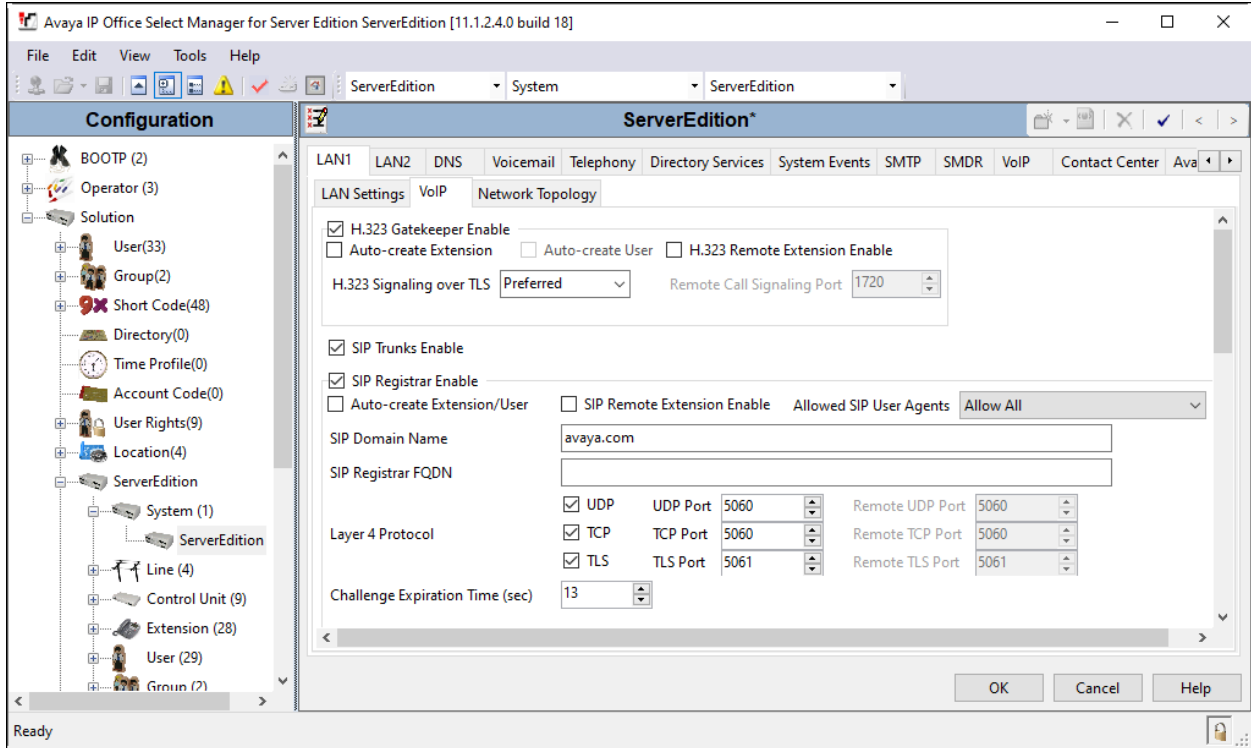 Avaya IP Office Select Manager for Server Edition ServerEdition [11.1.2.4.0 build 18]
File Edit View Tools Help
ServerEdition System ServerEdition
Configuration
BOOTP (2)
Operator (3)
Solution
User(33)
Group(2)
Short Code(48)
Directory(0)
Time Profile(0)
Account Code(0)
User Rights(9)
Location(4)
ServerEdition
System (1)
ServerEdition
Line (4)
Control Unit (9)
Extension (28)
User (29)
Group (2)
ServerEdition*
LAN1 LAN2 DNS Voicemail Telephony Directory Services System Events SMTP SMDR VoIP Contact Center Ava
LAN Settings VoIP Network Topology
H.323 Gatekeeper Enable
Auto-create Extension Auto-create User H.323 Remote Extension Enable
H.323 Signaling over TLS Preferred Remote Call Signaling Port 1720
SIP Trunks Enable
SIP Registrar Enable
Auto-create Extension/User SIP Remote Extension Enable Allowed SIP User Agents Allow All
SIP Domain Name avaya.com
SIP Registrar FQDN
UDP UDP Port 5060 Remote UDP Port 5060
Layer 4 Protocol TCP TCP Port 5060 Remote TCP Port 5060
TLS TLS Port 5061 Remote TLS Port 5061
Challenge Expiration Time (sec) 13
OK Cancel Help
Ready